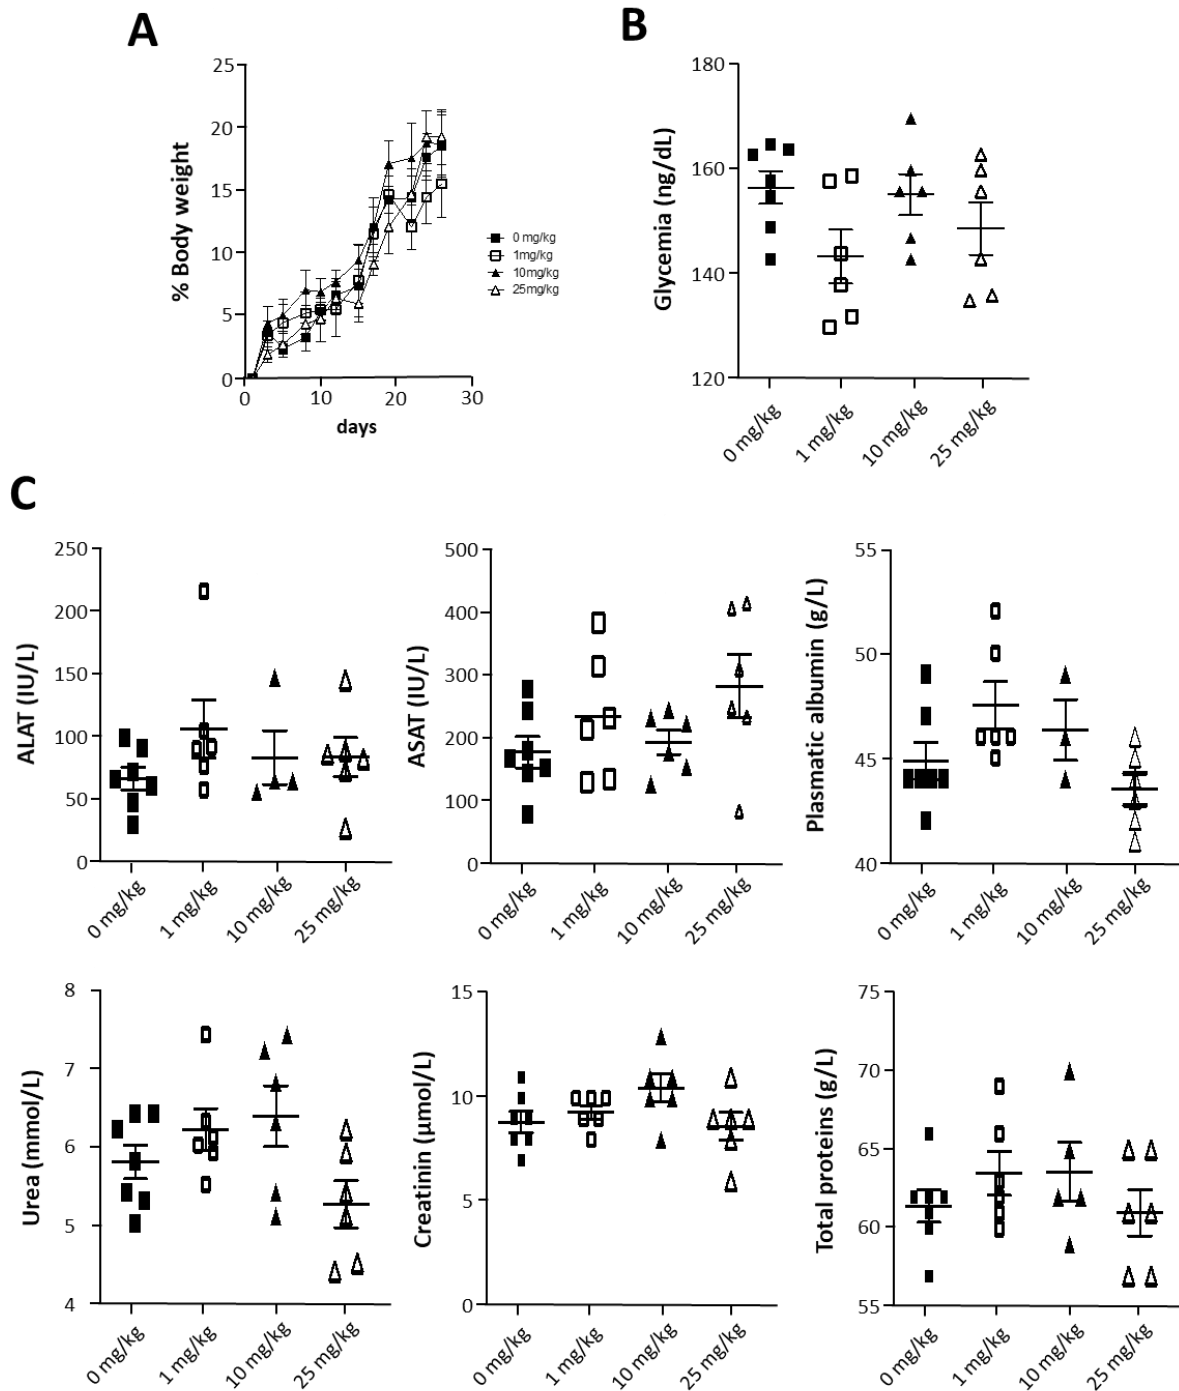 A
B
25
20
15
10
5
0
0
10
20
30
% Body weight
days
0 mg/kg
1mg/kg
10mg/kg
25mg/kg
180
160
140
120
Glycemia (ng/dL)
0 mg/kg
1 mg/kg
10 mg/kg
25 mg/kg
C
250
200
150
100
50
0
ALAT (IU/L)
0 mg/kg
1 mg/kg
10 mg/kg
25 mg/kg
500
400
300
200
100
0
ASAT (IU/L)
0 mg/kg
1 mg/kg
10 mg/kg
25 mg/kg
55
50
45
40
Plasmatic albumin (g/L)
0 mg/kg
1 mg/kg
10 mg/kg
25 mg/kg
8
7
6
5
4
Urea (mmol/L)
0 mg/kg
1 mg/kg
10 mg/kg
25 mg/kg
15
10
5
0
Creatinin (µmol/L)
0 mg/kg
1 mg/kg
10 mg/kg
25 mg/kg
75
70
65
60
55
Total proteins (g/L)
0 mg/kg
1 mg/kg
10 mg/kg
25 mg/kg